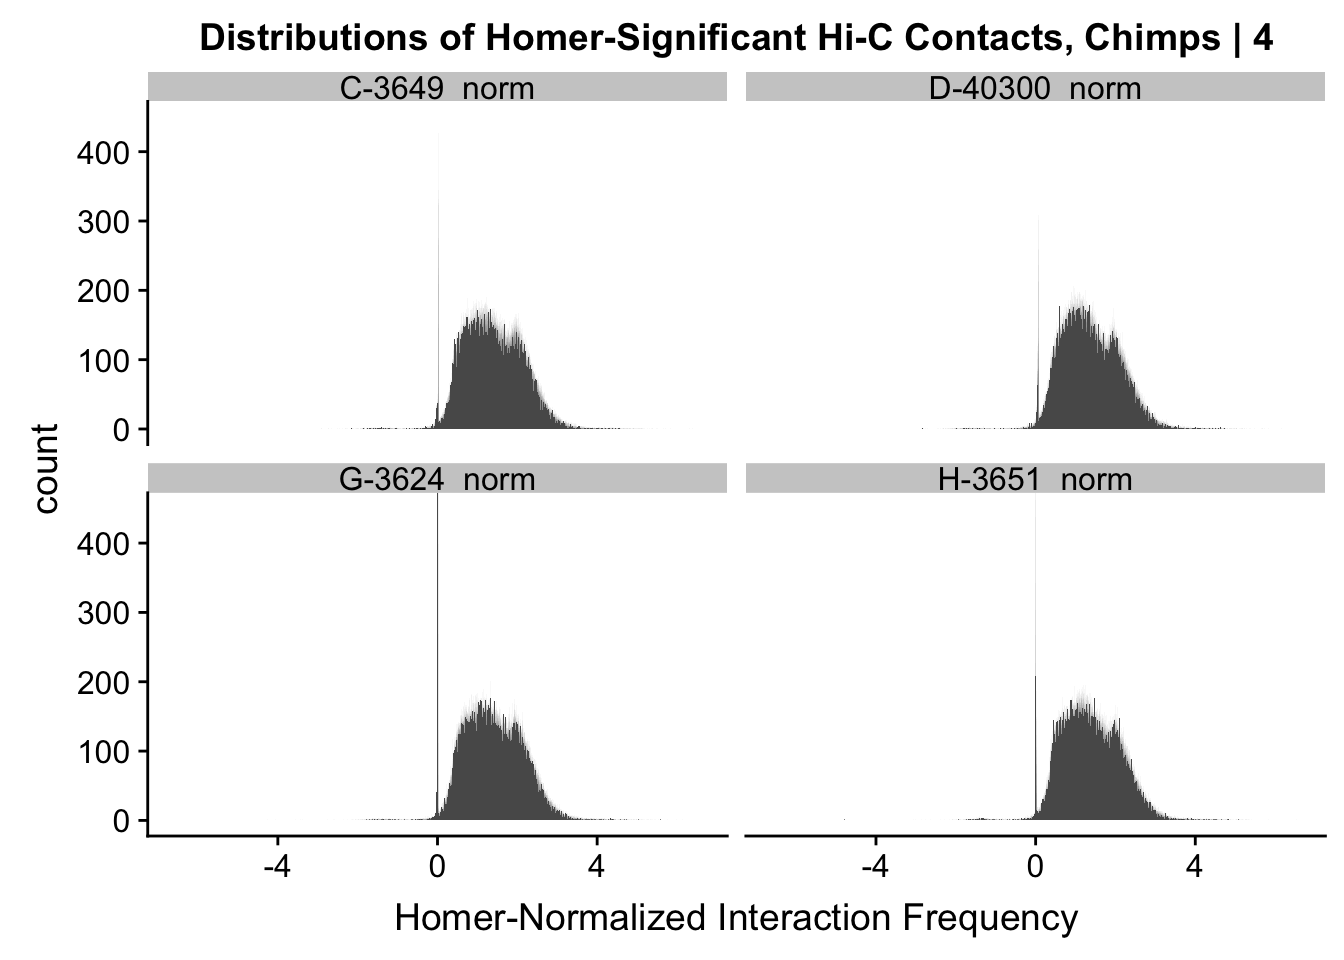 Distributions of Homer-Significant Hi-C Contacts, Chimps | 4
C-3649  norm
D-40300  norm
400
300
200
100
0
count
G-3624  norm
H-3651  norm
400
300
200
100
0
-4
0
4
-4
0
4
Homer-Normalized Interaction Frequency